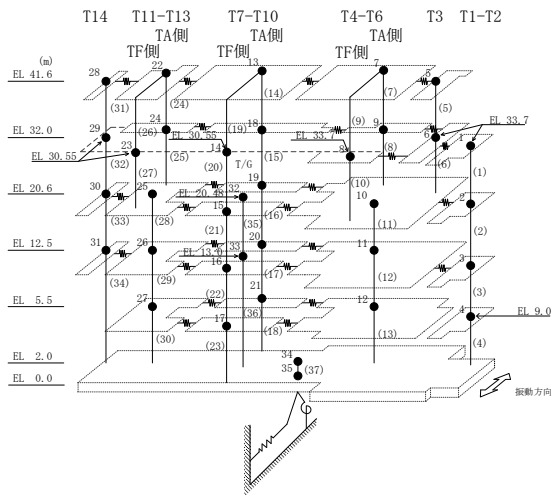 T14 T11-T13 T7-T10 T4-T6 T3 T1-T2
TA側 TA側 TA側
TF側 TF側 TF側
(m)
EL 41.6 28 22 13 7 5
(31) (24) (14) (7) (5)
EL 32.0 29 23 24 (26) EL 30.55 (19) 18 EL 33.7 (9) 9 6 1 EL 33.7
EL 30.55 (32) (25) 14 (20) T/G (15) 8 (8) (6) (1)
(27) (10)
EL 20.6 30 25 EL 20.48 32 19 10 2
(33) (28) 15 (35) (16) (11) (2)
(21)
EL 12.5 31 26 EL 13.0 33 20 11 3
(34) (29) 16 (17) (12) (3)
EL 5.5 27 (22) (36) 21 12 4 EL 9.0
(30) 17 (18) (13) (4)
(23)
EL 2.0 34
EL 0.0 35 (37)
振動方向